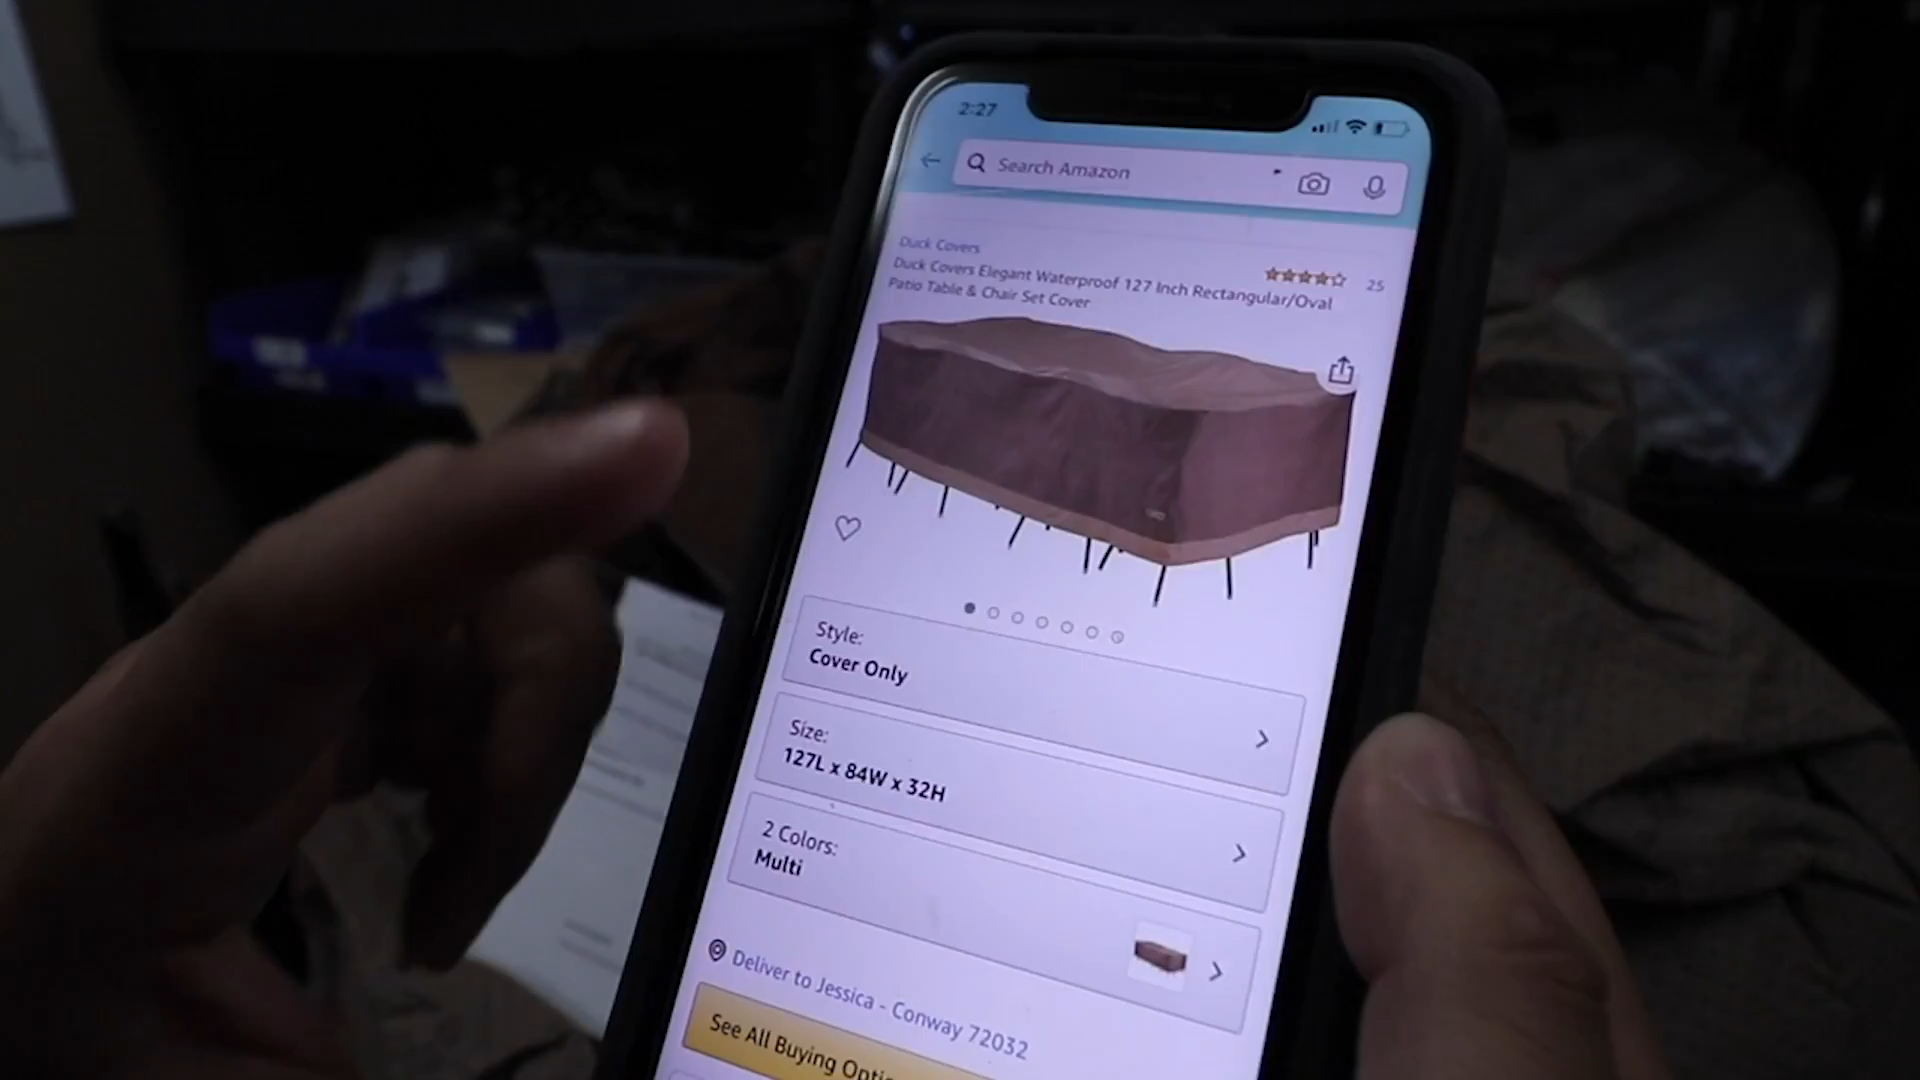 2:27
Search Amazon
Duck Covers
25
Duck Covers Elegant Waterproof 127 Inch Rectangular/Oval
Patio Table & Chair Set Cover
Style:
Cover Only
Size:
127L x 84W x 32H
2 Colors:
Multi
Deliver to Jessica - Conway 72032
See All Buying